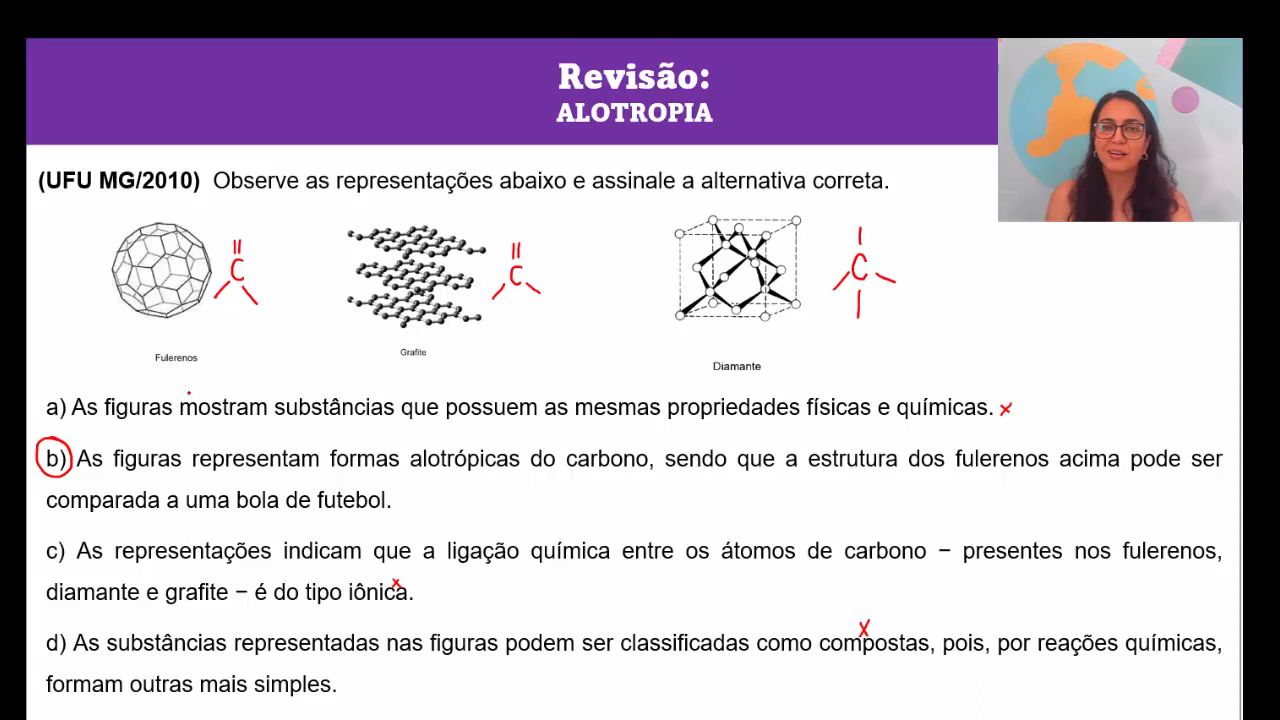 Revisão:
ALOTROPIA
(UFU MG/2010) Observe as representações abaixo e assinale a alternativa correta.
C C C
Fulerenos Grafite Diamante
a) As figuras mostram substâncias que possuem as mesmas propriedades físicas e químicas. x
b) As figuras representam formas alotrópicas do carbono, sendo que a estrutura dos fulerenos acima pode ser
comparada a uma bola de futebol.
c) As representações indicam que a ligação química entre os átomos de carbono − presentes nos fulerenos,
diamante e grafite − é do tipo iônica. x
d) As substâncias representadas nas figuras podem ser classificadas como compostas, pois, por reações químicas, x
formam outras mais simples.